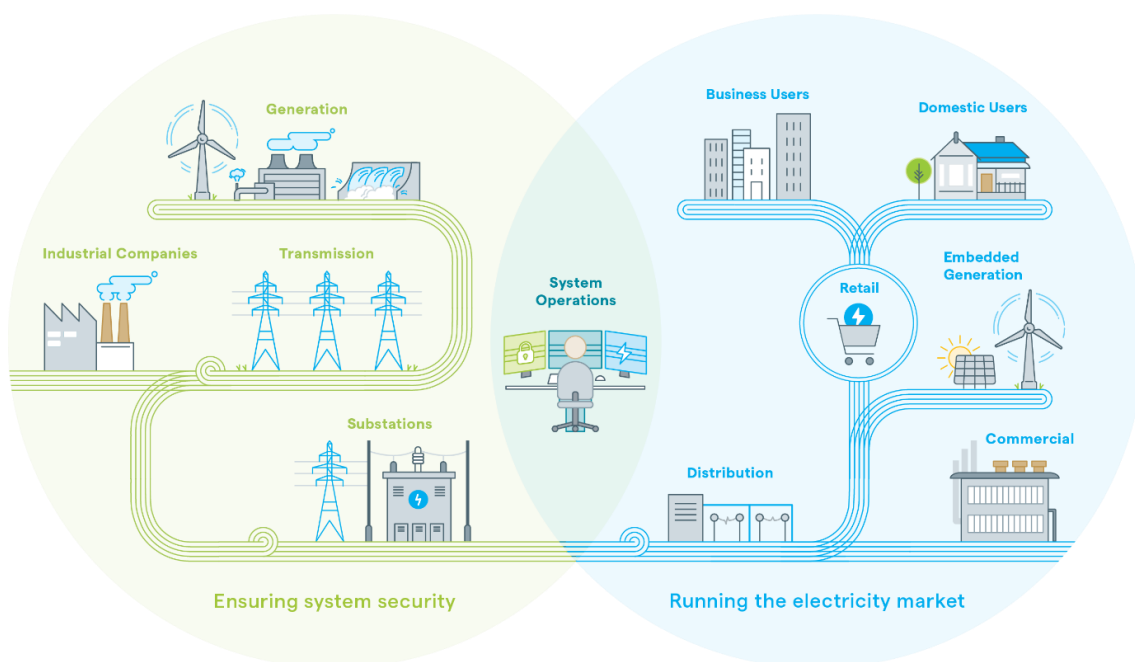 Generation
Industrial Companies
Transmission
Substations
System
Operations
Business Users
Domestic Users
Retail
Embedded
Generation
Distribution
Commercial
Ensuring system security
Running the electricity market